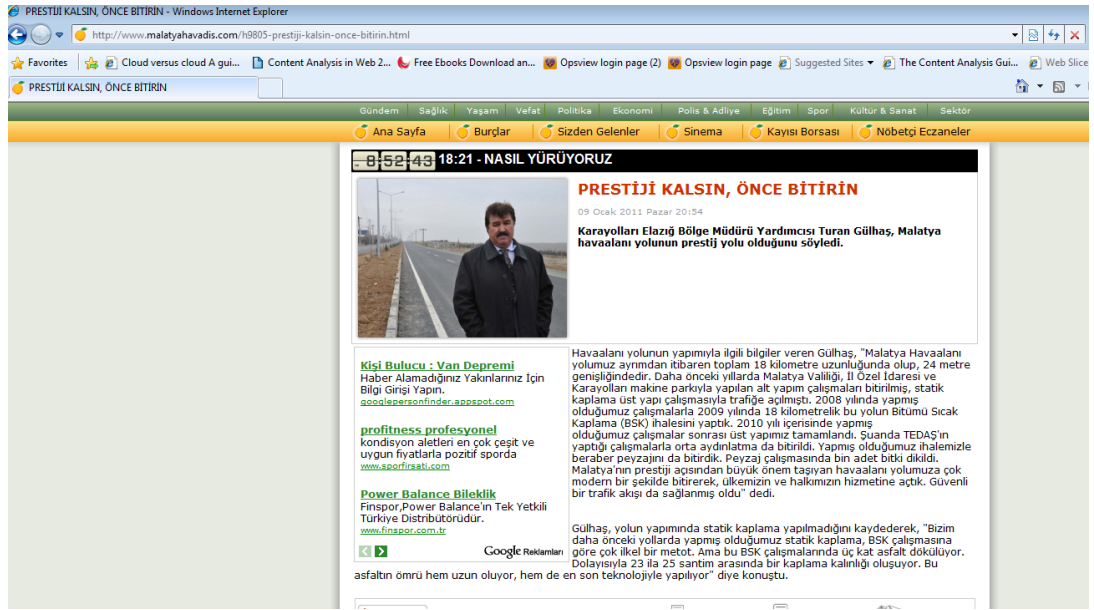 PRESTİJİ KALSIN, ÖNCE BİTİRİN - Windows Internet Explorer
http://www.malatyahavadis.com/h9805-prestiji-kalsin-once-bitirin.html
Favorites Cloud versus cloud A gui... Content Analysis in Web 2... Free Ebooks Download an... Opsview login page (2) Opsview login page Suggested Sites The Content Analysis Gui... Web Slice
PRESTİJİ KALSIN, ÖNCE BİTİRİN
Gündem Sağlık Yaşam Vefat Politika Ekonomi Polis & Adliye Eğitim Spor Kültür & Sanat Sektör
Ana Sayfa Burçlar Sizden Gelenler Sinema Kayısı Borsası Nöbetçi Eczaneler
8:52:43 18:21 - NASIL YÜRÜYORUZ
PRESTİJİ KALSIN, ÖNCE BİTİRİN
09 Ocak 2011 Pazar 20:54
Karayolları Elazığ Bölge Müdürü Yardımcısı Turan Gülhaş, Malatya
havaalanı yolunun prestij yolu olduğunu söyledi.
Kişi Bulucu : Van Depremi
Haber Alamadığınız Yakınlarınız İçin
Bilgi Girişi Yapın.
googlepersonfinder.appspot.com
profitness profesyonel
kondisyon aletleri en çok çeşit ve
uygun fiyatlarla pozitif sporda
www.sporfirsati.com
Power Balance Bileklik
Finspor,Power Balance'ın Tek Yetkili
Türkiye Distribütörüdür.
www.finspor.com.tr
Google Reklamları
Havaalanı yolunun yapımıyla ilgili bilgiler veren Gülhaş, "Malatya Havaalanı
yolumuz ayrımdan itibaren toplam 18 kilometre uzunluğunda olup, 24 metre
genişliğindedir. Daha önceki yıllarda Malatya Valiliği, İl Özel İdaresi ve
Karayolları makine parkıyla yapılan alt yapım çalışmaları bitirilmiş, statik
kaplama üst yapı çalışmasıyla trafiğe açılmıştı. 2008 yılında yapmış
olduğumuz çalışmalarla 2009 yılında 18 kilometrelik bu yolun Bitümü Sıcak
Kaplama (BSK) ihalesini yaptık. 2010 yılı içerisinde yapmış
olduğumuz çalışmalar sonrası üst yapımız tamamlandı. Şuanda TEDAŞ'ın
yaptığı çalışmalarla orta aydınlatma da bitirildi. Yapmış olduğumuz ihalemizle
beraber peyzajını da bitirdik. Peyzaj çalışmasında bin adet bitki dikildi.
Malatya'nın prestiji açısından büyük önem taşıyan havaalanı yolumuza çok
modern bir şekilde bitirerek, ülkemizin ve halkımızın hizmetine açtık. Güvenli
bir trafik akışı da sağlanmış oldu" dedi.
Gülhaş, yolun yapımında statik kaplama yapılmadığını kaydederek, "Bizim
daha önceki yollarda yapmış olduğumuz statik kaplama, BSK çalışmasına
göre çok ilkel bir metot. Ama bu BSK çalışmalarında üç kat asfalt dökülüyor.
Dolayısıyla 23 ila 25 santim arasında bir kaplama kalınlığı oluşuyor. Bu
asfaltın ömrü hem uzun oluyor, hem de en son teknolojiyle yapılıyor" diye konuştu.